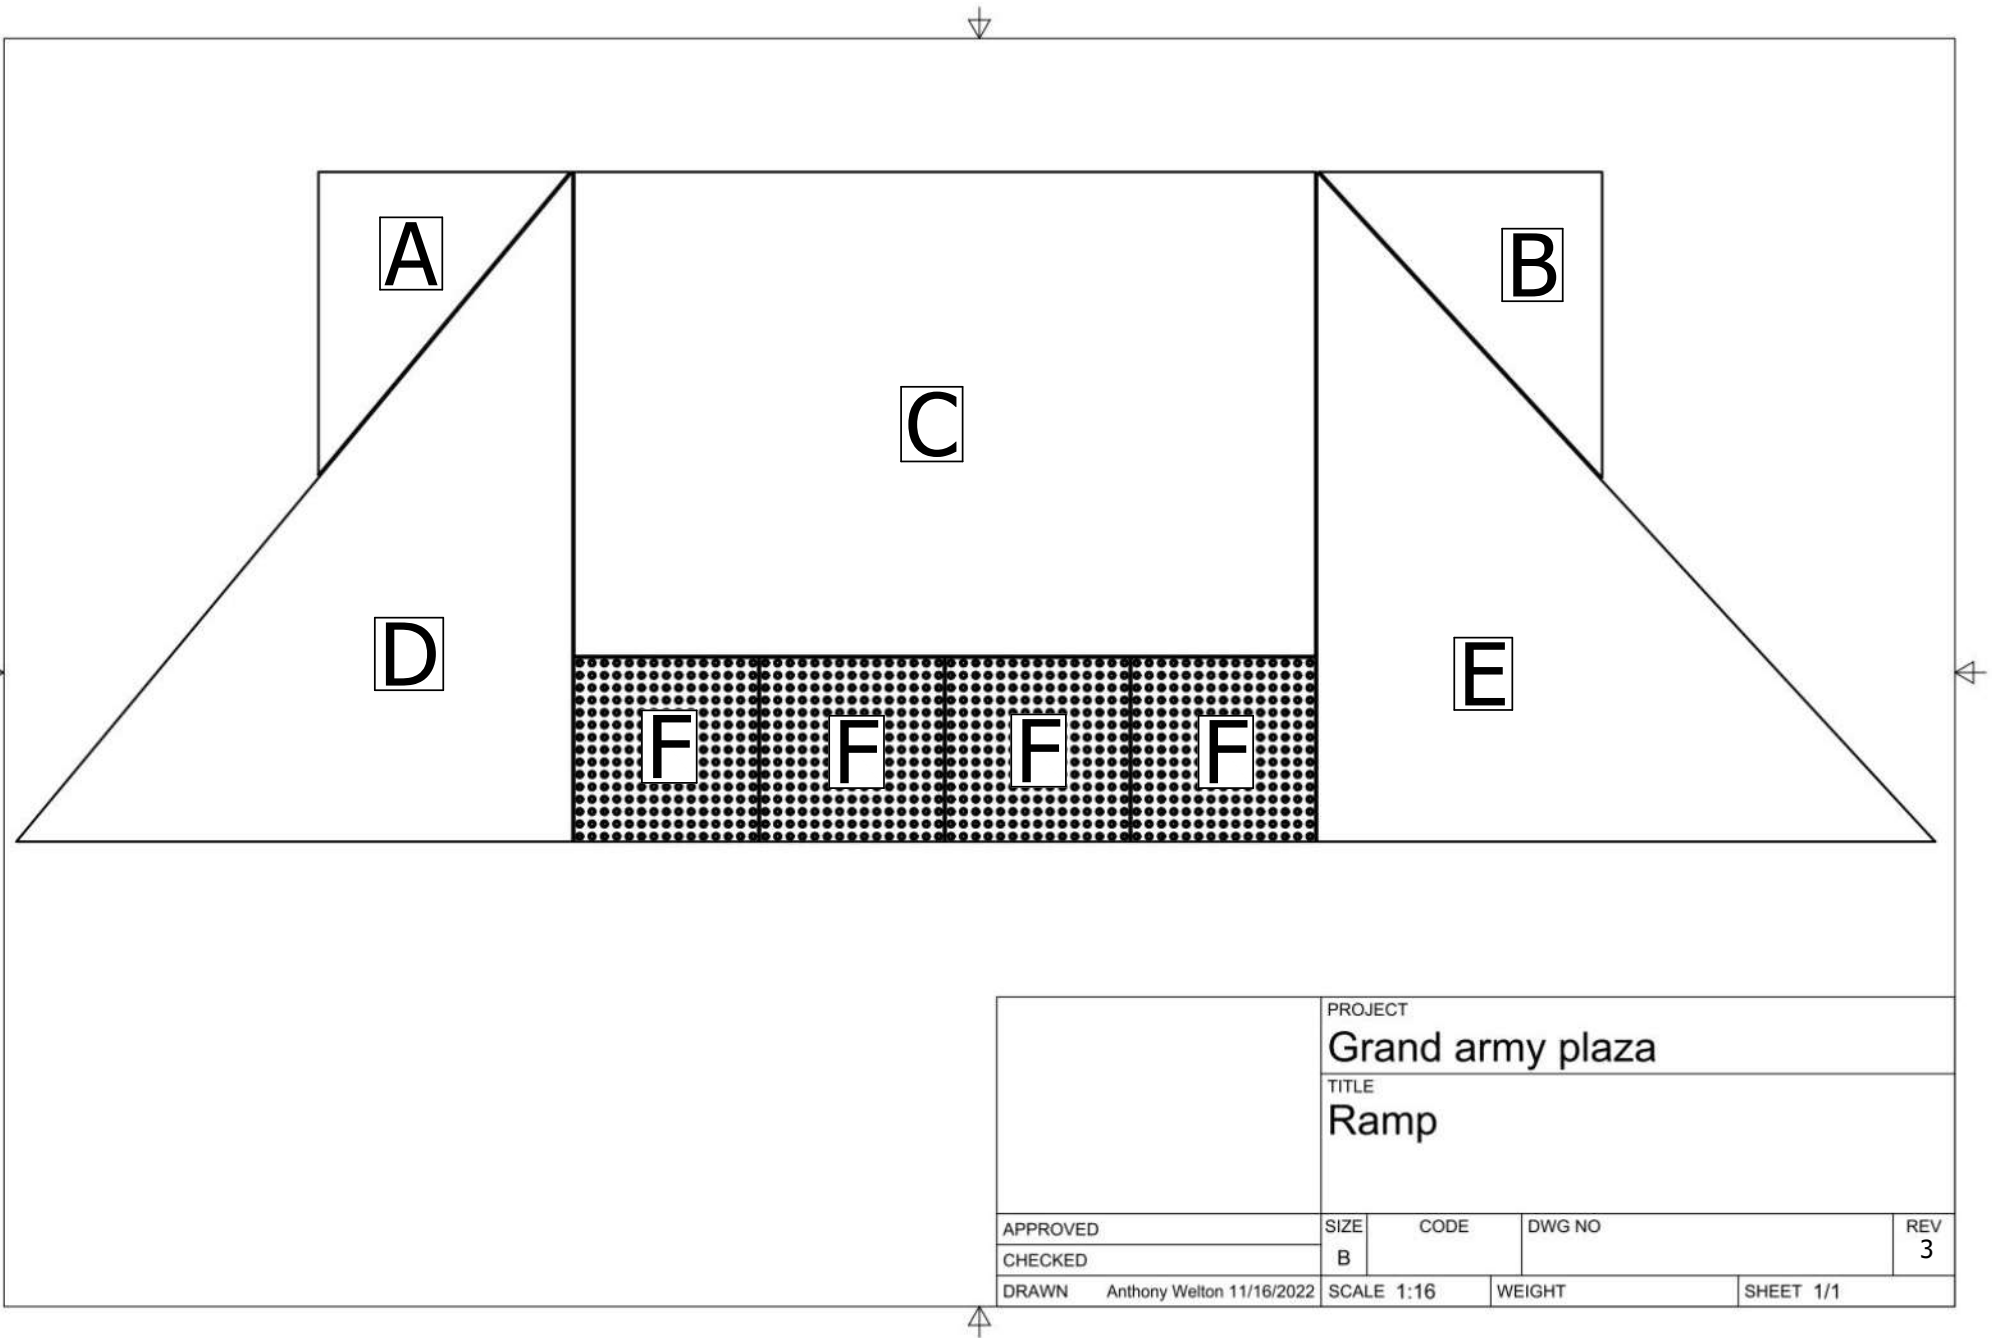 A
B
C
D
E
F F F F
PROJECT
Grand army plaza
TITLE
Ramp
APPROVED
CHECKED
DRAWN Anthony Welton 11/16/2022
SIZE
B
CODE
DWG NO
REV
3
SCALE 1:16
WEIGHT
SHEET 1/1